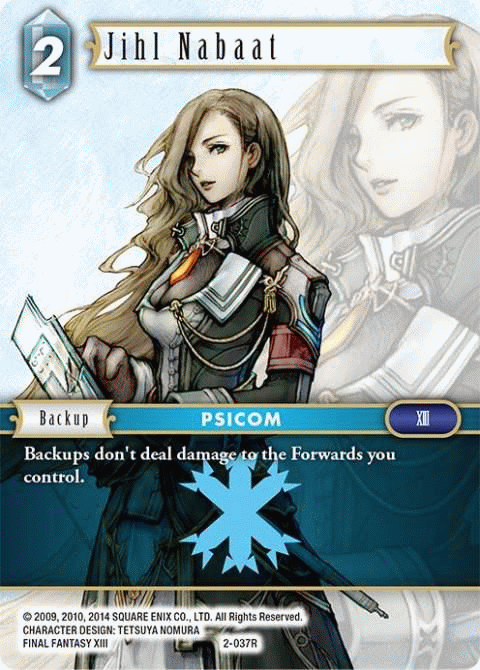 2
Jihl Nabaat
Backup
PSICOM
XIII
Backups don't deal damage to the Forwards you
control.
© 2009, 2010, 2014 SQUARE ENIX CO., LTD. All Rights Reserved.
CHARACTER DESIGN: TETSUYA NOMURA
FINAL FANTASY XIII
2-037R